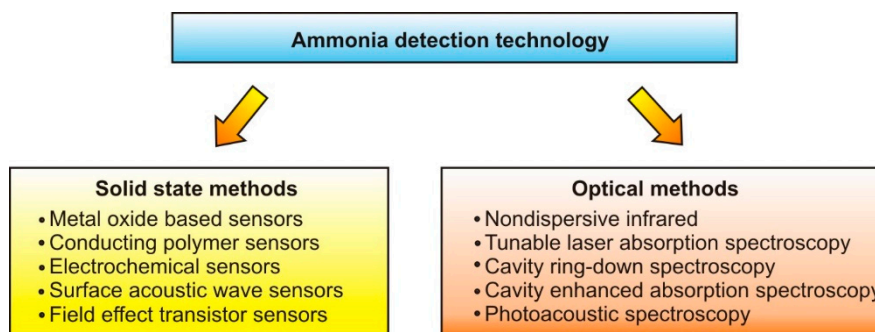 Ammonia detection technology
Solid state methods
• Metal oxide based sensors
• Conducting polymer sensors
• Electrochemical sensors
• Surface acoustic wave sensors
• Field effect transistor sensors
Optical methods
• Nondispersive infrared
• Tunable laser absorption spectroscopy
• Cavity ring-down spectroscopy
• Cavity enhanced absorption spectroscopy
• Photoacoustic spectroscopy